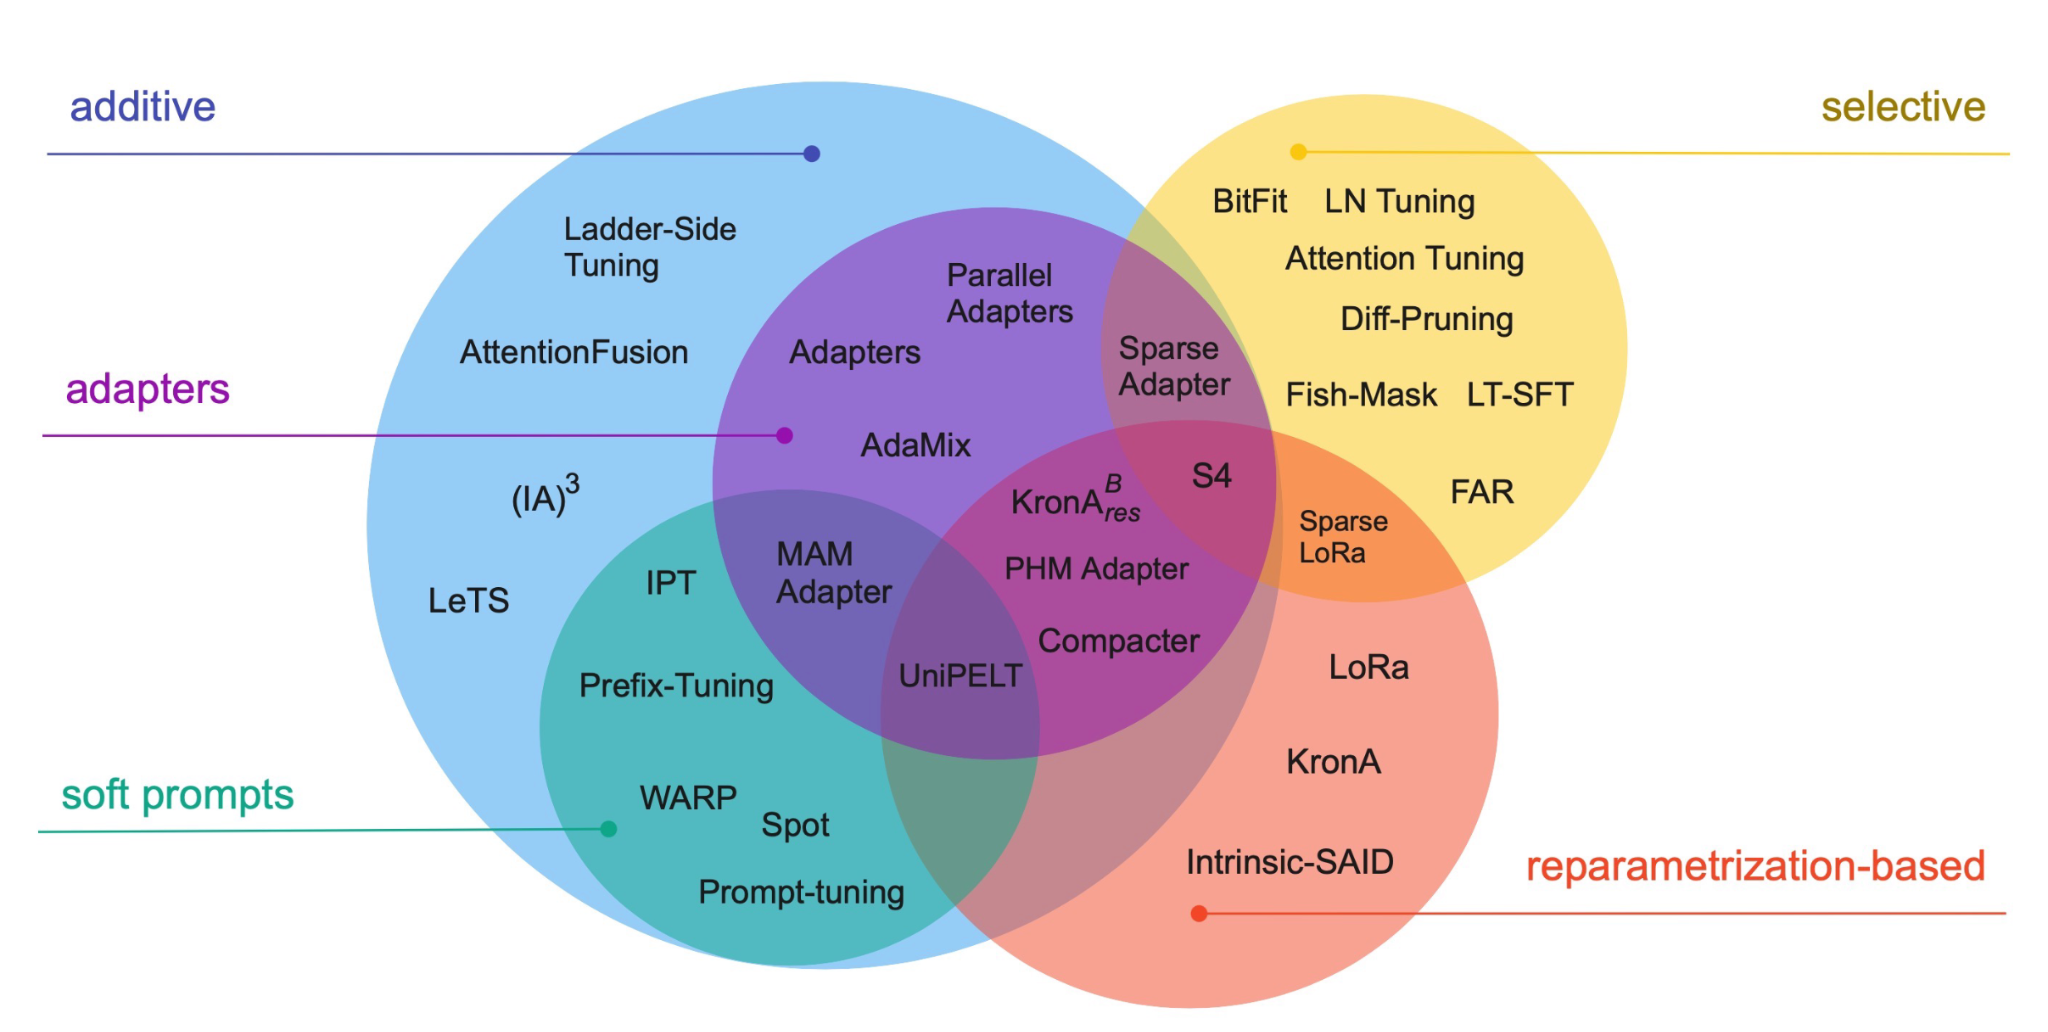 additive
selective
BitFit LN Tuning
Ladder-Side
Tuning
Attention Tuning
Parallel
Adapters
Diff-Pruning
AttentionFusion
Adapters
Sparse
Adapter
adapters
Fish-Mask LT-SFT
AdaMix
S4
(IA)³
KronA^B_res
FAR
Sparse
LoRa
MAM
Adapter
IPT
PHM Adapter
LeTS
Compacter
LoRa
Prefix-Tuning
UniPELT
KronA
soft prompts
WARP
Spot
Intrinsic-SAID
reparametrization-based
Prompt-tuning